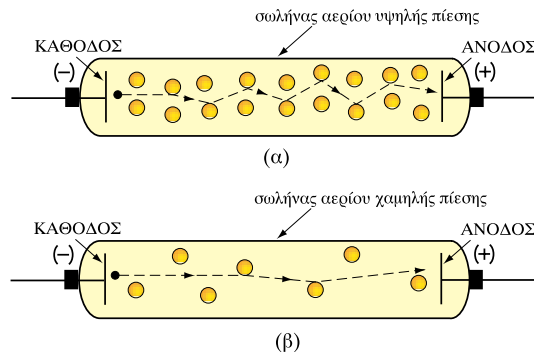 σωλήνας αερίου υψηλής πίεσης
ΚΑΘΟΔΟΣ
ΑΝΟΔΟΣ
(–)
(+)
(α)
σωλήνας αερίου χαμηλής πίεσης
ΚΑΘΟΔΟΣ
ΑΝΟΔΟΣ
(–)
(+)
(β)